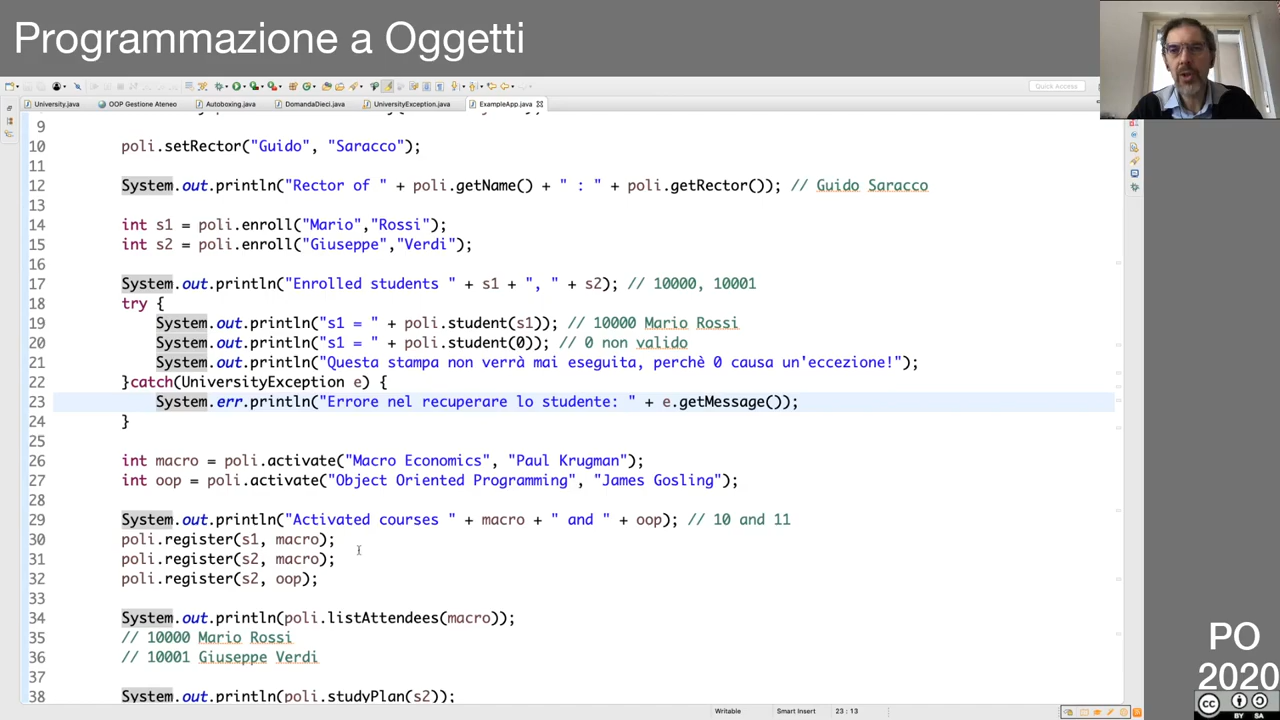 Programmazione a Oggetti
Quick Access
University.java
OOP Gestione Ateneo
Autoboxing.java
DomandaDieci.java
UniversityException.java
ExampleApp.java
9
10 poli.setRector("Guido", "Saracco");
11
12 System.out.println("Rector of " + poli.getName() + " : " + poli.getRector()); // Guido Saracco
13
14 int s1 = poli.enroll("Mario","Rossi");
15 int s2 = poli.enroll("Giuseppe","Verdi");
16
17 System.out.println("Enrolled students " + s1 + ", " + s2); // 10000, 10001
18 try {
19 System.out.println("s1 = " + poli.student(s1)); // 10000 Mario Rossi
20 System.out.println("s1 = " + poli.student(0)); // 0 non valido
21 System.out.println("Questa stampa non verrà mai eseguita, perchè 0 causa un'eccezione!");
22 }catch(UniversityException e) {
23 System.err.println("Errore nel recuperare lo studente: " + e.getMessage());
24 }
25
26 int macro = poli.activate("Macro Economics", "Paul Krugman");
27 int oop = poli.activate("Object Oriented Programming", "James Gosling");
28
29 System.out.println("Activated courses " + macro + " and " + oop); // 10 and 11
30 poli.register(s1, macro);
31 poli.register(s2, macro);
32 poli.register(s2, oop);
33
34 System.out.println(poli.listAttendees(macro));
35 // 10000 Mario Rossi
36 // 10001 Giuseppe Verdi
37
38 System.out.println(poli.studyPlan(s2));
Writable
Smart Insert
23 : 13
PO
2020
cc
BY SA